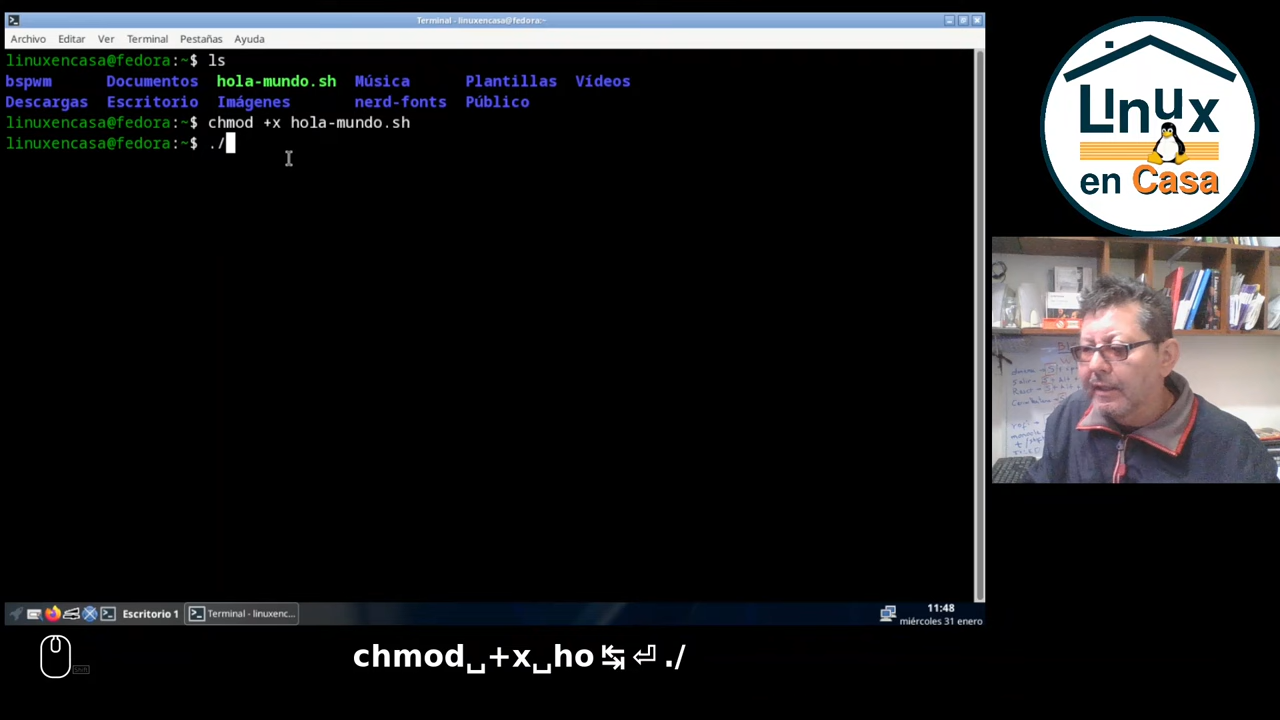 Terminal - linuxencasa@fedora:~
Archivo Editar Ver Terminal Pestañas Ayuda
linuxencasa@fedora:~$ ls
bspwm Documentos hola-mundo.sh Música Plantillas Vídeos
Descargas Escritorio Imágenes nerd-fonts Público
linuxencasa@fedora:~$ chmod +x hola-mundo.sh
linuxencasa@fedora:~$ ./
Linux
en Casa
Escritorio 1 Terminal - linuxenc... 11:48
miércoles 31 enero
chmod␣+x␣ho↹⏎./